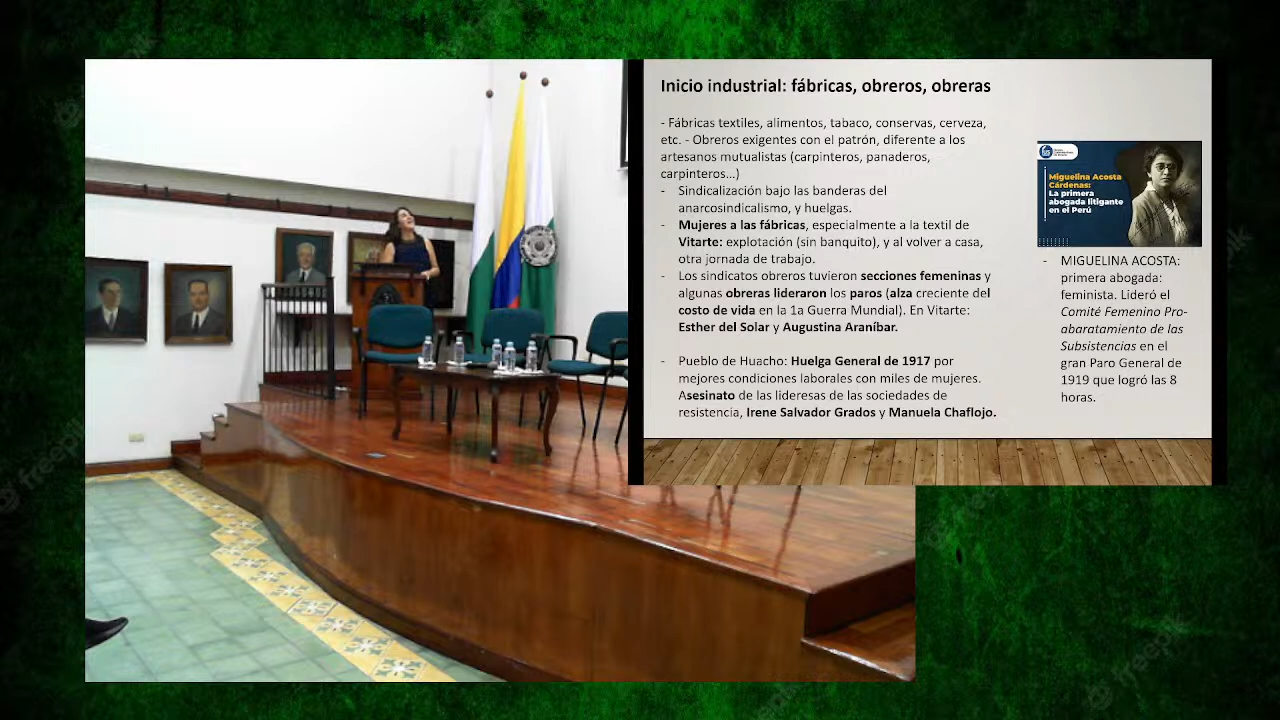 Inicio industrial: fábricas, obreros, obreras
- Fábricas textiles, alimentos, tabaco, conservas, cerveza,
etc. - Obreros exigentes con el patrón, diferente a los
artesanos mutualistas (carpinteros, panaderos,
carpinteros...)
- Sindicalización bajo las banderas del
anarcosindicalismo, y huelgas.
- Mujeres a las fábricas, especialmente a la textil de
Vitarte: explotación (sin banquito), y al volver a casa,
otra jornada de trabajo.
- Los sindicatos obreros tuvieron secciones femeninas y
algunas obreras lideraron los paros (alza creciente del
costo de vida en la 1a Guerra Mundial). En Vitarte:
Esther del Solar y Augustina Araníbar.
- Pueblo de Huacho: Huelga General de 1917 por
mejores condiciones laborales con miles de mujeres.
Asesinato de las lideresas de las sociedades de
resistencia, Irene Salvador Grados y Manuela Chaflojo.
Miguelina Acosta
Cárdenas:
La primera
abogada litigante
en el Perú
- MIGUELINA ACOSTA:
primera abogada:
feminista. Lideró el
Comité Femenino Pro-
abaratamiento de las
Subsistencias en el
gran Paro General de
1919 que logró las 8
horas.
freepik
freepik